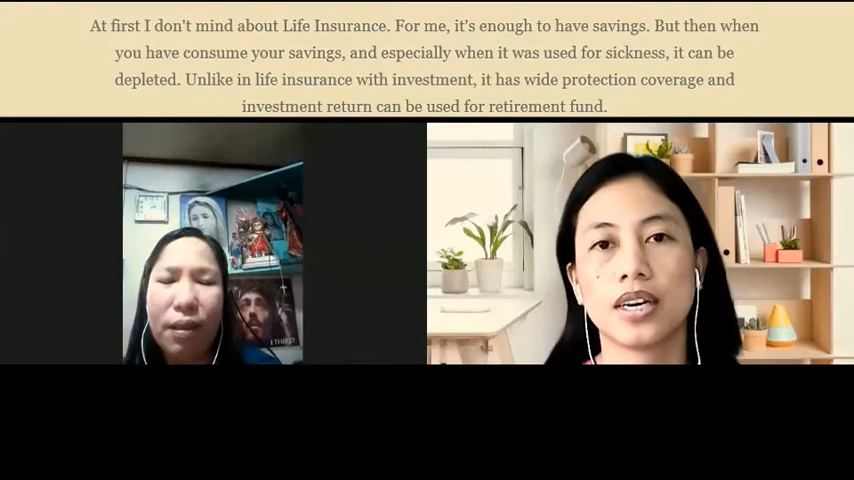 At first I don't mind about Life Insurance. For me, it's enough to have savings. But then when
you have consume your savings, and especially when it was used for sickness, it can be
depleted. Unlike in life insurance with investment, it has wide protection coverage and
investment return can be used for retirement fund.
I THIRST